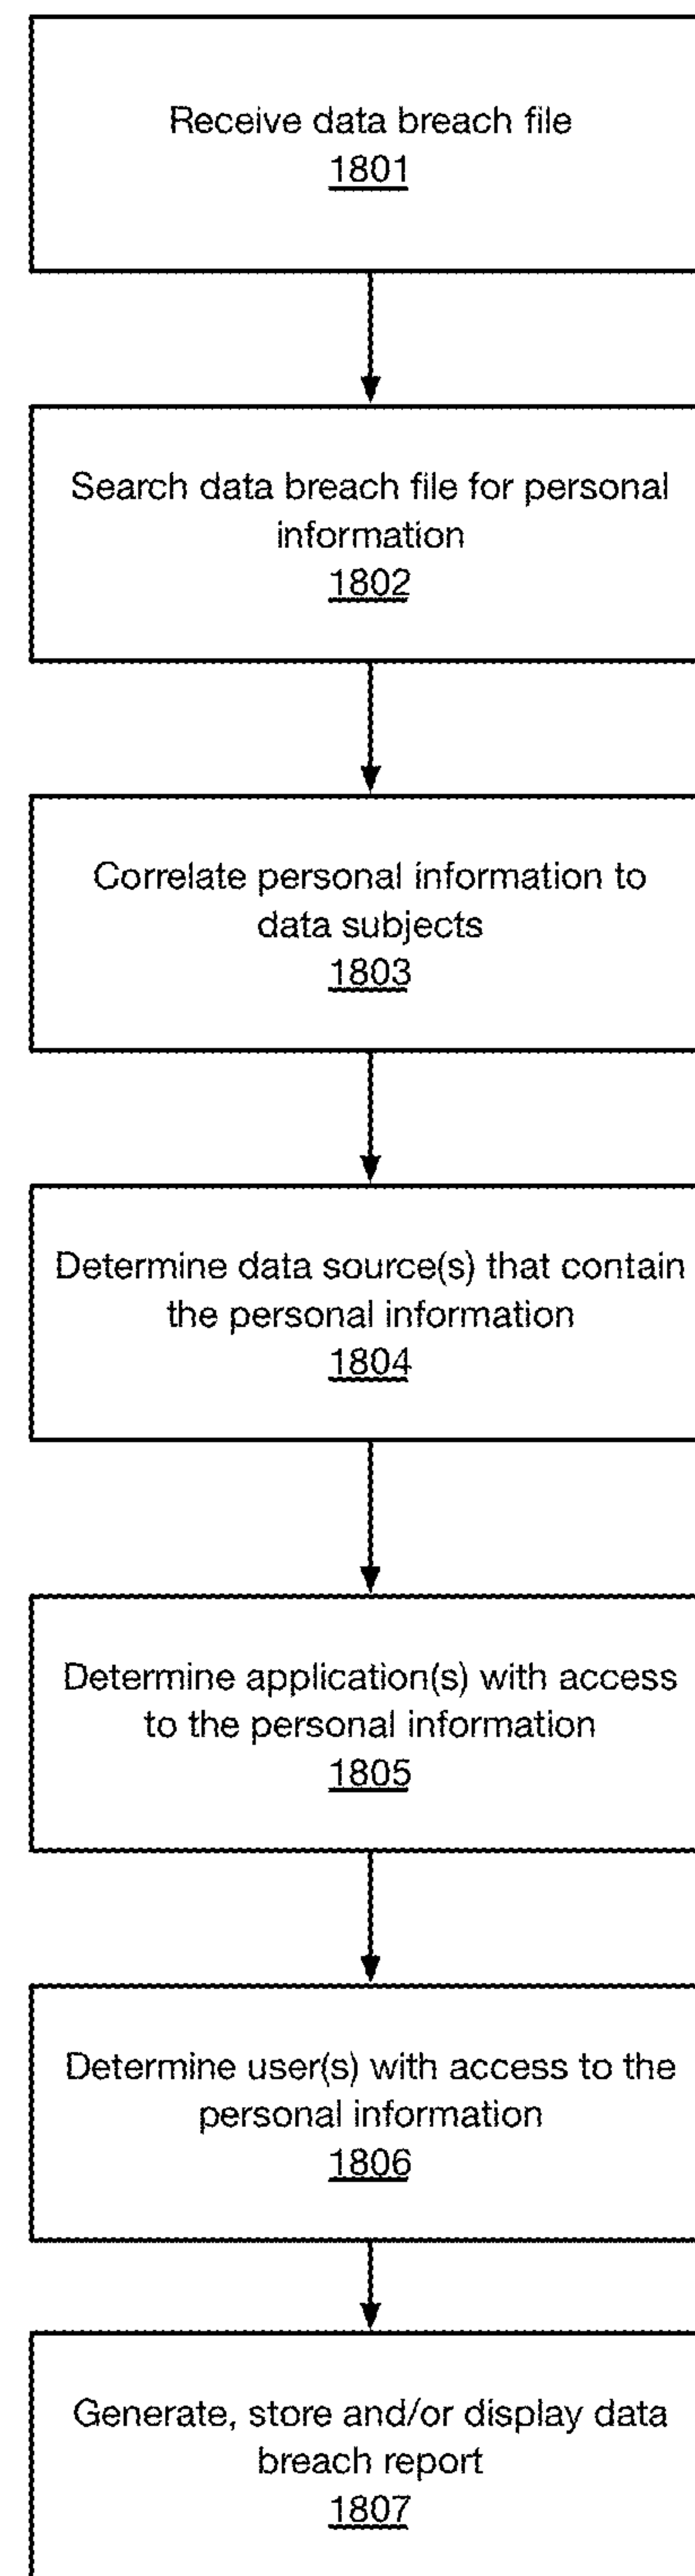 Receive data breach file
1801
Search data breach file for personal
information
1802
Correlate personal information to
data subjects
1803
Determine data source(s) that contain
the personal information
1804
Determine application(s) with access
to the personal information
1805
Determine user(s) with access to the
personal information
1806
Generate, store and/or display data
breach report
1807